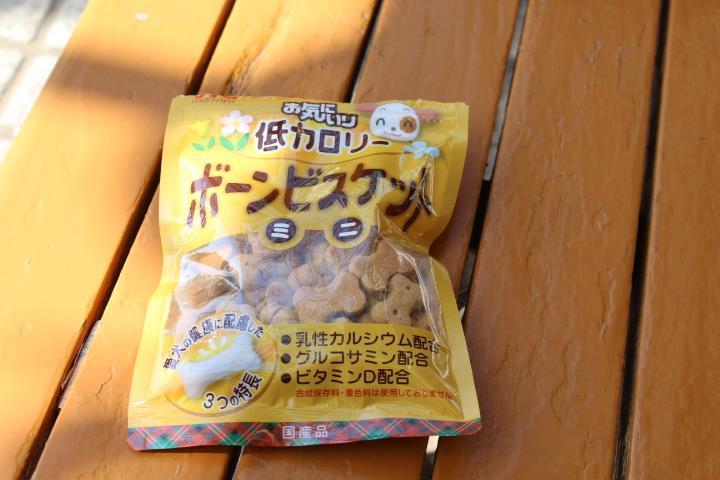 お気に
入り
低カロリー
ボーンビスケット
ミニ
愛犬の健康に配慮した
3つの特長
●乳性カルシウム配合
●グルコサミン配合
●ビタミンD配合
合成保存料・着色料は使用しておりません
国産品